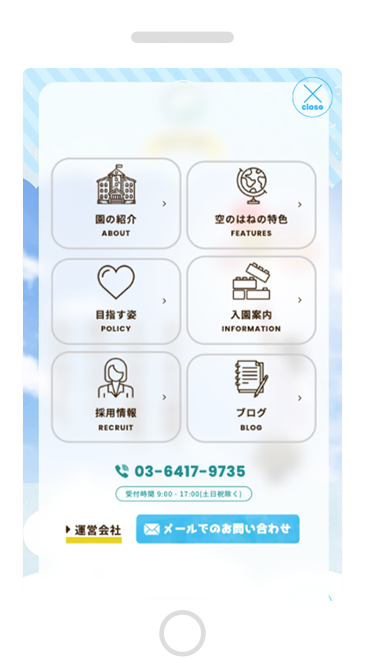 close
園の紹介
ABOUT
空のはねの特色
FEATURES
目指す姿
POLICY
入園案内
INFORMATION
採用情報
RECRUIT
ブログ
BLOG
03-6417-9735
受付時間 9:00 - 17:00(土日祝除く)
運営会社
メールでのお問い合わせ